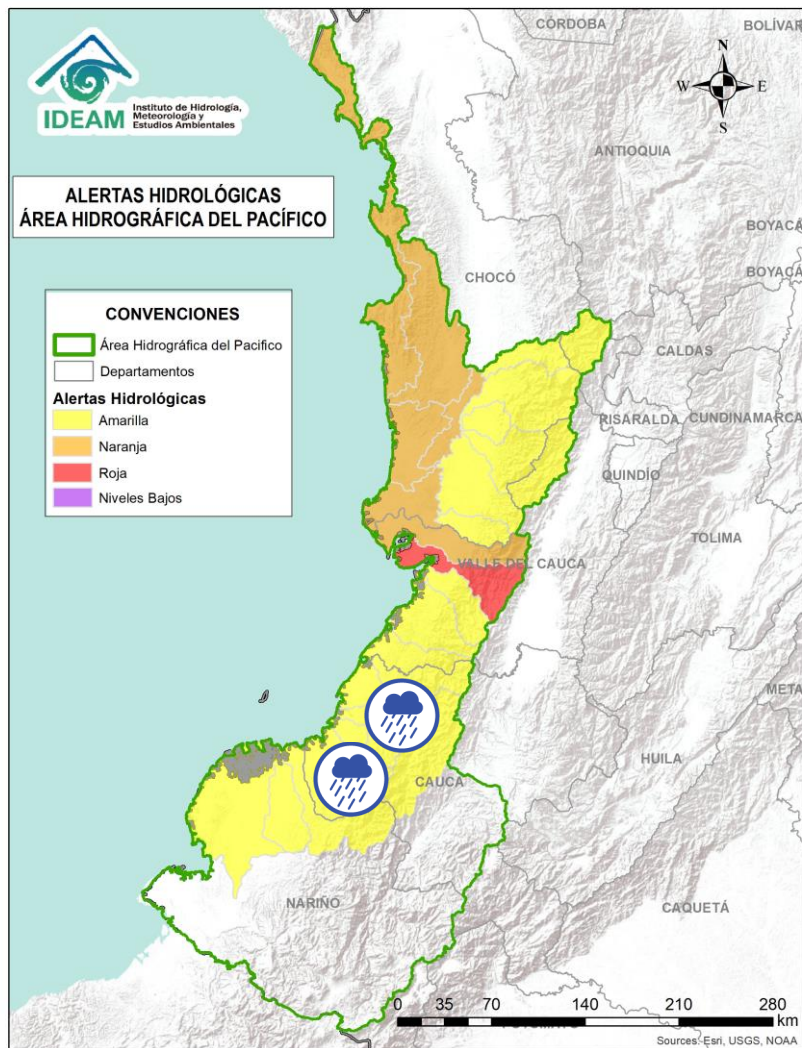 IDEAM
Instituto de Hidrología,
Meteorología y
Estudios Ambientales
ALERTAS HIDROLÓGICAS
ÁREA HIDROGRÁFICA DEL PACÍFICO
CONVENCIONES
Área Hidrográfica del Pacifico
Departamentos
Alertas Hidrológicas
Amarilla
Naranja
Roja
Niveles Bajos
N
W
E
S
CÓRDOBA
BOLÍVAR
ANTIOQUIA
BOYACÁ
BOYACÁ
CHOCÓ
CALDAS
RISARALDA
CUNDINAMARCA
QUINDÍO
TOLIMA
VALLE DEL CAUCA
META
HUILA
CAUCA
NARIÑO
CAQUETÁ
0 35 70 140 210 280
km
Sources: Esri, USGS, NOAA